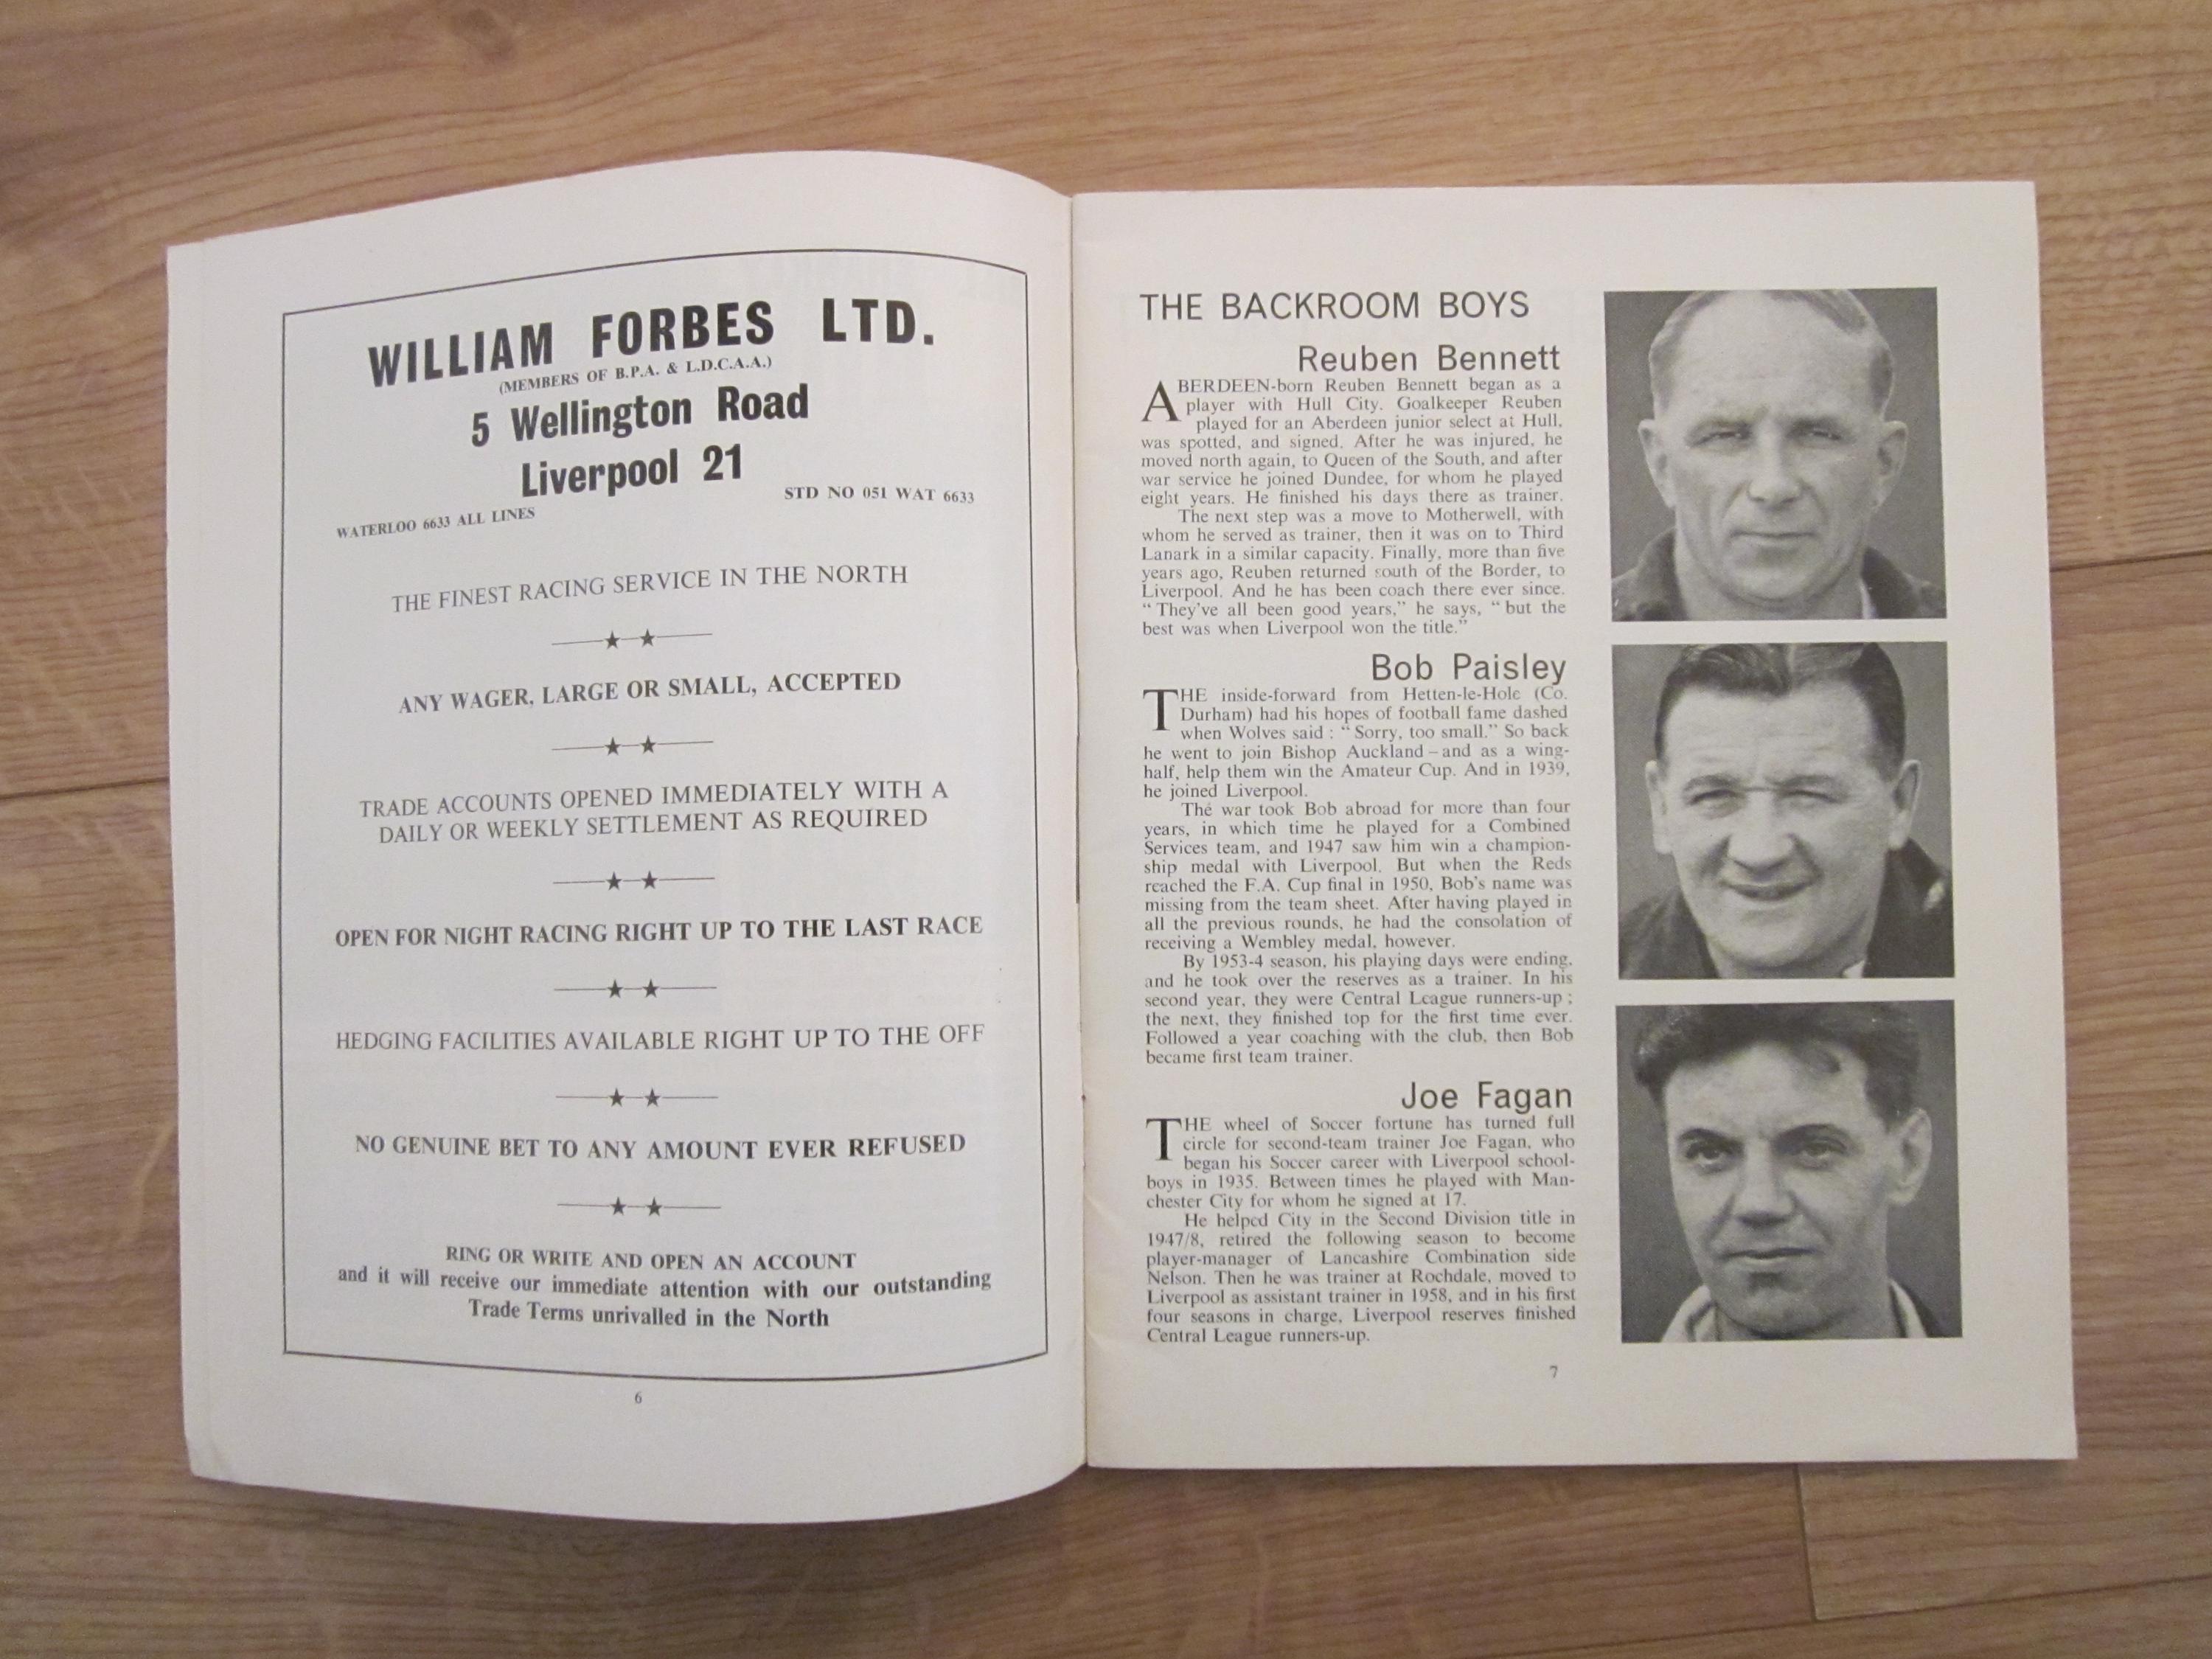 WILLIAM FORBES LTD.
(MEMBERS OF B.P.A. & L.D.C.A.A.)
5 Wellington Road
Liverpool 21
STD NO 051 WAT 6633
WATERLOO 6633 ALL LINES
THE FINEST RACING SERVICE IN THE NORTH
ANY WAGER, LARGE OR SMALL, ACCEPTED
TRADE ACCOUNTS OPENED IMMEDIATELY WITH A
DAILY OR WEEKLY SETTLEMENT AS REQUIRED
OPEN FOR NIGHT RACING RIGHT UP TO THE LAST RACE
HEDGING FACILITIES AVAILABLE RIGHT UP TO THE OFF
NO GENUINE BET TO ANY AMOUNT EVER REFUSED
RING OR WRITE AND OPEN AN ACCOUNT
and it will receive our immediate attention with our outstanding
Trade Terms unrivalled in the North
6
THE BACKROOM BOYS
Reuben Bennett
ABERDEEN-born Reuben Bennett began as a
player with Hull City. Goalkeeper Reuben
played for an Aberdeen junior select at Hull,
was spotted, and signed. After he was injured, he
moved north again, to Queen of the South, and after
war service he joined Dundee, for whom he played
eight years. He finished his days there as trainer.
The next step was a move to Motherwell, with
whom he served as trainer, then it was on to Third
Lanark in a similar capacity. Finally, more than five
years ago, Reuben returned south of the Border, to
Liverpool. And he has been coach there ever since.
"They've all been good years," he says, "but the
best was when Liverpool won the title."
Bob Paisley
THE inside-forward from Hetten-le-Hole (Co.
Durham) had his hopes of football fame dashed
when Wolves said : "Sorry, too small." So back
he went to join Bishop Auckland – and as a wing-
half, help them win the Amateur Cup. And in 1939,
he joined Liverpool.
The war took Bob abroad for more than four
years, in which time he played for a Combined
Services team, and 1947 saw him win a champion-
ship medal with Liverpool. But when the Reds
reached the F.A. Cup final in 1950, Bob's name was
missing from the team sheet. After having played in
all the previous rounds, he had the consolation of
receiving a Wembley medal, however.
By 1953-4 season, his playing days were ending,
and he took over the reserves as a trainer. In his
second year, they were Central League runners-up ;
the next, they finished top for the first time ever.
Followed a year coaching with the club, then Bob
became first team trainer.
Joe Fagan
THE wheel of Soccer fortune has turned full
circle for second-team trainer Joe Fagan, who
began his Soccer career with Liverpool school-
boys in 1935. Between times he played with Man-
chester City for whom he signed at 17.
He helped City in the Second Division title in
1947/8, retired the following season to become
player-manager of Lancashire Combination side
Nelson. Then he was trainer at Rochdale, moved to
Liverpool as assistant trainer in 1958, and in his first
four seasons in charge, Liverpool reserves finished
Central League runners-up.
7